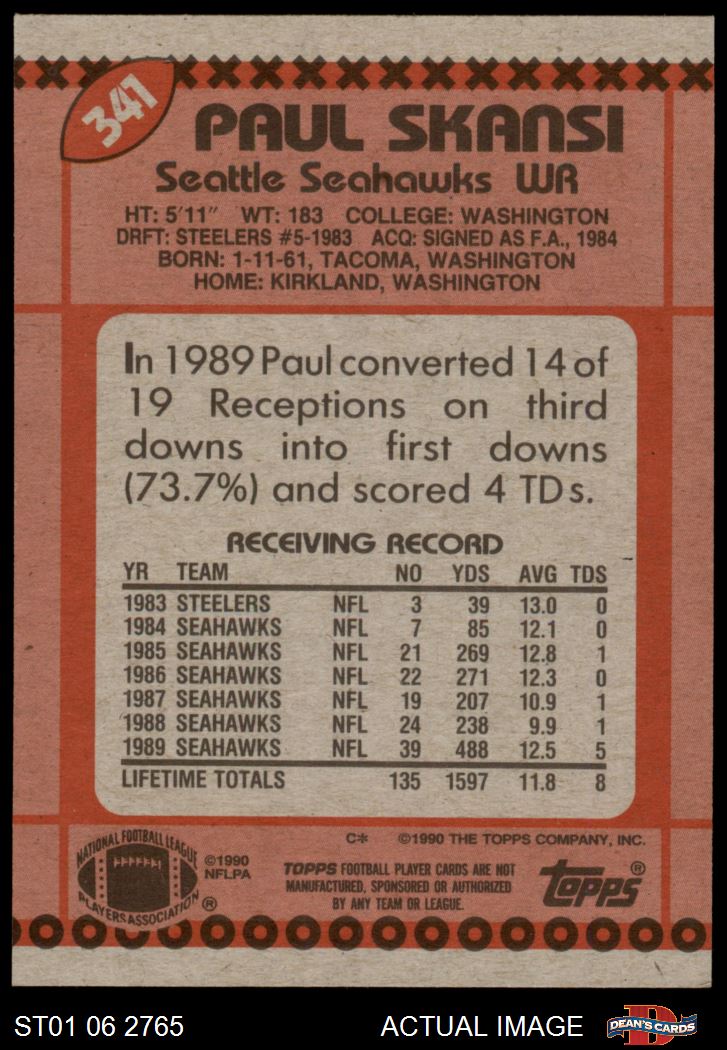 341
PAUL SKANSI
Seattle Seahawks WR
HT: 5'11" WT: 183 COLLEGE: WASHINGTON
DRFT: STEELERS #5-1983 ACQ: SIGNED AS F.A., 1984
BORN: 1-11-61, TACOMA, WASHINGTON
HOME: KIRKLAND, WASHINGTON
In 1989 Paul converted 14 of
19 Receptions on third
downs into first downs
(73.7%) and scored 4 TDs.
RECEIVING RECORD
YR TEAM NO YDS AVG TDS
1983 STEELERS NFL 3 39 13.0 0
1984 SEAHAWKS NFL 7 85 12.1 0
1985 SEAHAWKS NFL 21 269 12.8 1
1986 SEAHAWKS NFL 22 271 12.3 0
1987 SEAHAWKS NFL 19 207 10.9 1
1988 SEAHAWKS NFL 24 238 9.9 1
1989 SEAHAWKS NFL 39 488 12.5 5
LIFETIME TOTALS 135 1597 11.8 8
C* ©1990 THE TOPPS COMPANY, INC.
NATIONAL FOOTBALL LEAGUE
PLAYERS ASSOCIATION ®
©1990
NFLPA
TOPPS FOOTBALL PLAYER CARDS ARE NOT
MANUFACTURED, SPONSORED OR AUTHORIZED
BY ANY TEAM OR LEAGUE.
topps®
ST01 06 2765
ACTUAL IMAGE
D
DEAN'S CARDS